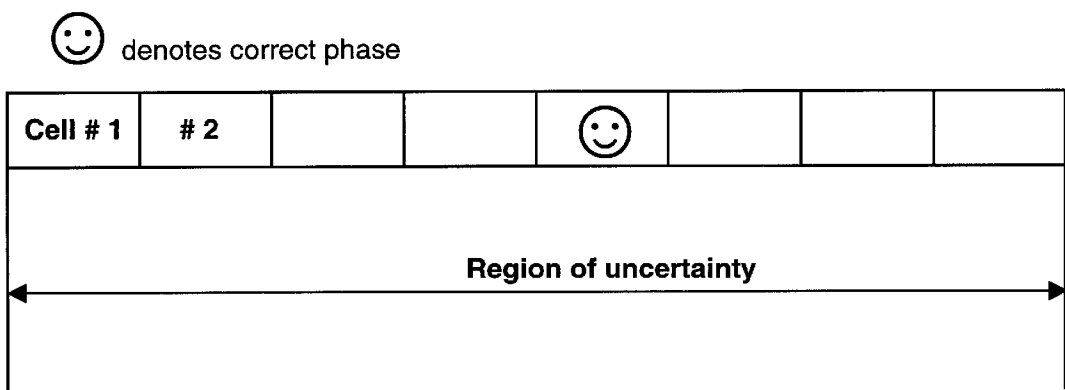 denotes correct phase
Cell # 1
# 2
Region of uncertainty